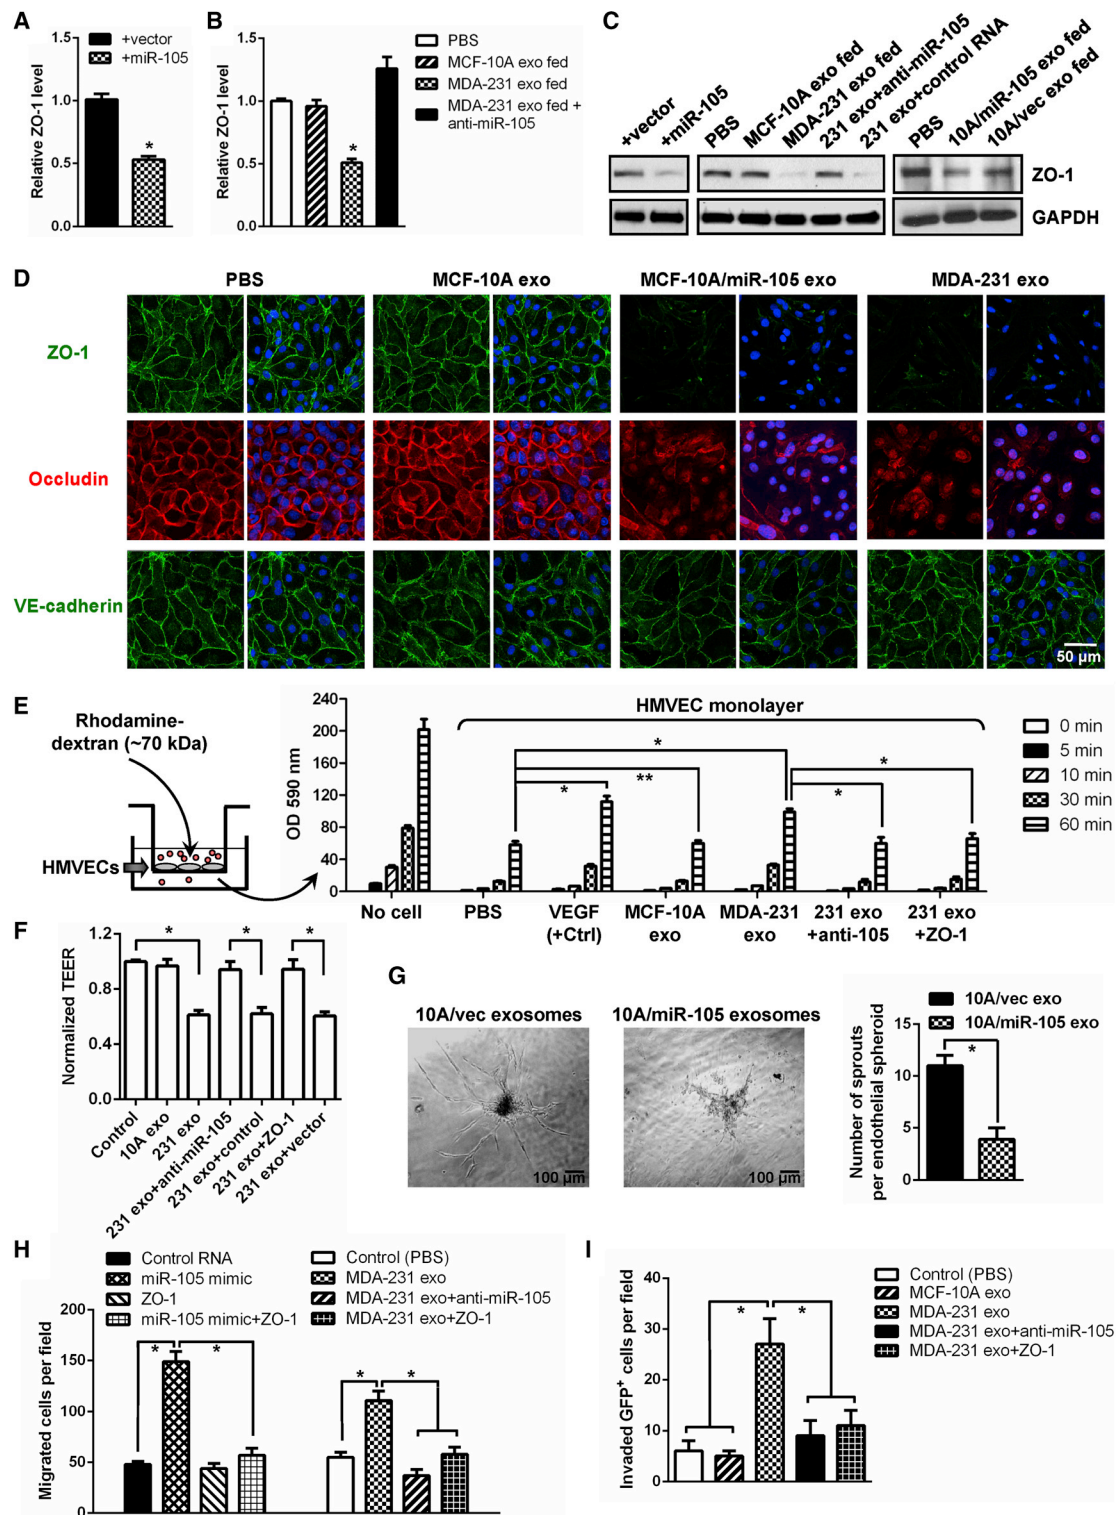 A
1.5
1.0
0.5
0.0
Relative ZO-1 level
+vector
+miR-105
*
B
1.5
1.0
0.5
0.0
Relative ZO-1 level
*
PBS
MCF-10A exo fed
MDA-231 exo fed
MDA-231 exo fed +
anti-miR-105
C
+vector
+miR-105
PBS
MCF-10A exo fed
MDA-231 exo fed
231 exo+anti-miR-105
231 exo+control RNA
PBS
10A/miR-105 exo fed
10A/vec exo fed
ZO-1
GAPDH
D
PBS
MCF-10A exo
MCF-10A/miR-105 exo
MDA-231 exo
ZO-1
Occludin
VE-cadherin
50 µm
E
Rhodamine-
dextran (~70 kDa)
HMVECs
OD 590 nm
240
200
160
120
80
40
0
HMVEC monolayer
*
**
*
*
*
0 min
5 min
10 min
30 min
60 min
No cell
PBS
VEGF
(+Ctrl)
MCF-10A
exo
MDA-231
exo
231 exo
+anti-105
231 exo
+ZO-1
F
Normalized TEER
1.2
0.8
0.4
0.0
* * *
Control
10A exo
231 exo
231 exo+anti-miR-105
231 exo+control
231 exo+ZO-1
231 exo+vector
G
10A/vec exosomes
10A/miR-105 exosomes
100 µm
100 µm
10A/vec exo
10A/miR-105 exo
Number of sprouts
per endothelial spheroid
15
10
5
0
*
H
Control RNA
miR-105 mimic
ZO-1
miR-105 mimic+ZO-1
Control (PBS)
MDA-231 exo
MDA-231 exo+anti-miR-105
MDA-231 exo+ZO-1
Migrated cells per field
200
150
100
50
0
* *
* *
I
Invaded GFP⁺ cells per field
40
30
20
10
0
* *
Control (PBS)
MCF-10A exo
MDA-231 exo
MDA-231 exo+anti-miR-105
MDA-231 exo+ZO-1